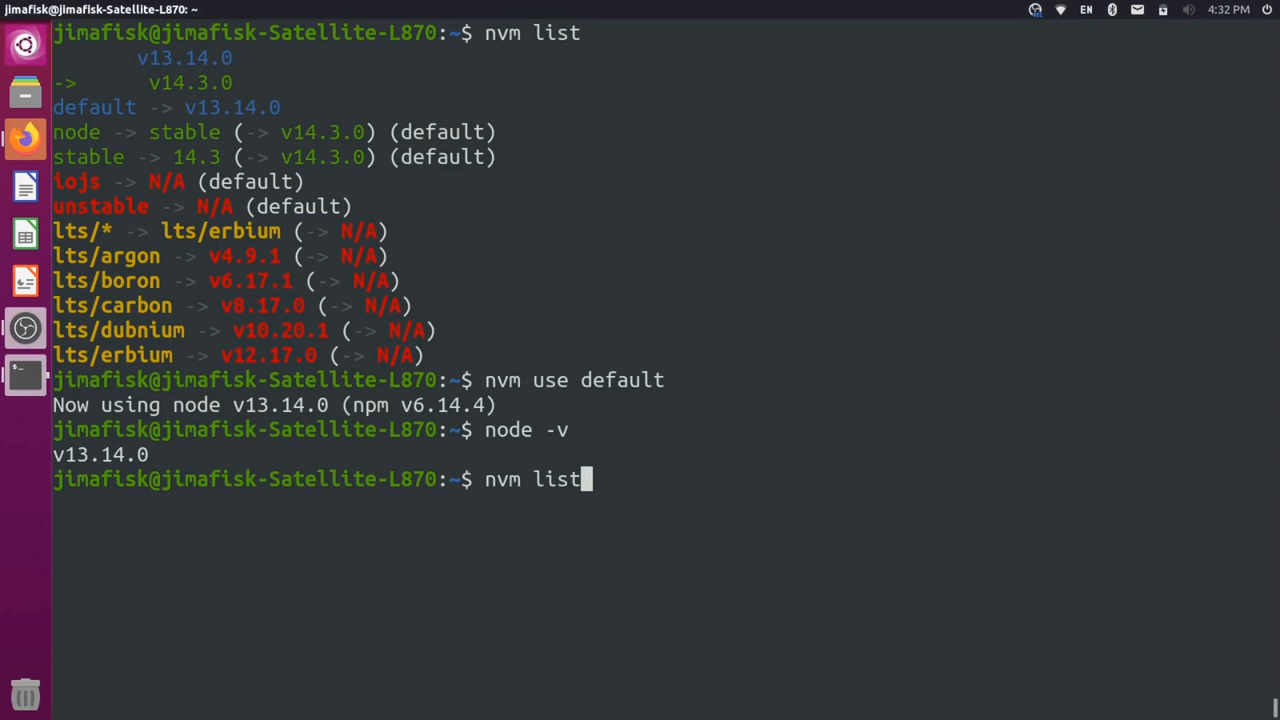 jimafisk@jimafisk-Satellite-L870: ~
EN
4:32 PM
jimafisk@jimafisk-Satellite-L870:~$ nvm list
v13.14.0
-> v14.3.0
default -> v13.14.0
node -> stable (-> v14.3.0) (default)
stable -> 14.3 (-> v14.3.0) (default)
iojs -> N/A (default)
unstable -> N/A (default)
lts/* -> lts/erbium (-> N/A)
lts/argon -> v4.9.1 (-> N/A)
lts/boron -> v6.17.1 (-> N/A)
lts/carbon -> v8.17.0 (-> N/A)
lts/dubnium -> v10.20.1 (-> N/A)
lts/erbium -> v12.17.0 (-> N/A)
jimafisk@jimafisk-Satellite-L870:~$ nvm use default
Now using node v13.14.0 (npm v6.14.4)
jimafisk@jimafisk-Satellite-L870:~$ node -v
v13.14.0
jimafisk@jimafisk-Satellite-L870:~$ nvm list